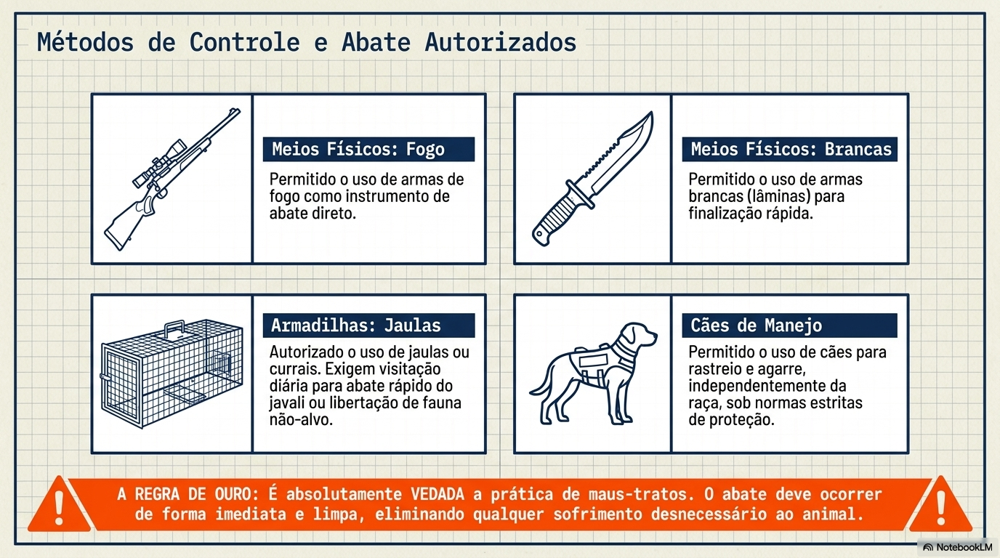 Métodos de Controle e Abate Autorizados
Meios Físicos: Fogo
Permitido o uso de armas de
fogo como instrumento de
abate direto.
Meios Físicos: Brancas
Permitido o uso de armas
brancas (lâminas) para
finalização rápida.
Armadilhas: Jaulas
Autorizado o uso de jaulas ou
currais. Exigem visitação
diária para abate rápido do
javali ou libertação de fauna
não-alvo.
Cães de Manejo
Permitido o uso de cães para
rastreio e agarre,
independentemente da
raça, sob normas estritas
de proteção.
A REGRA DE OURO: É absolutamente VEDADA a prática de maus-tratos. O abate deve ocorrer
de forma imediata e limpa, eliminando qualquer sofrimento desnecessário ao animal.
NotebookLM